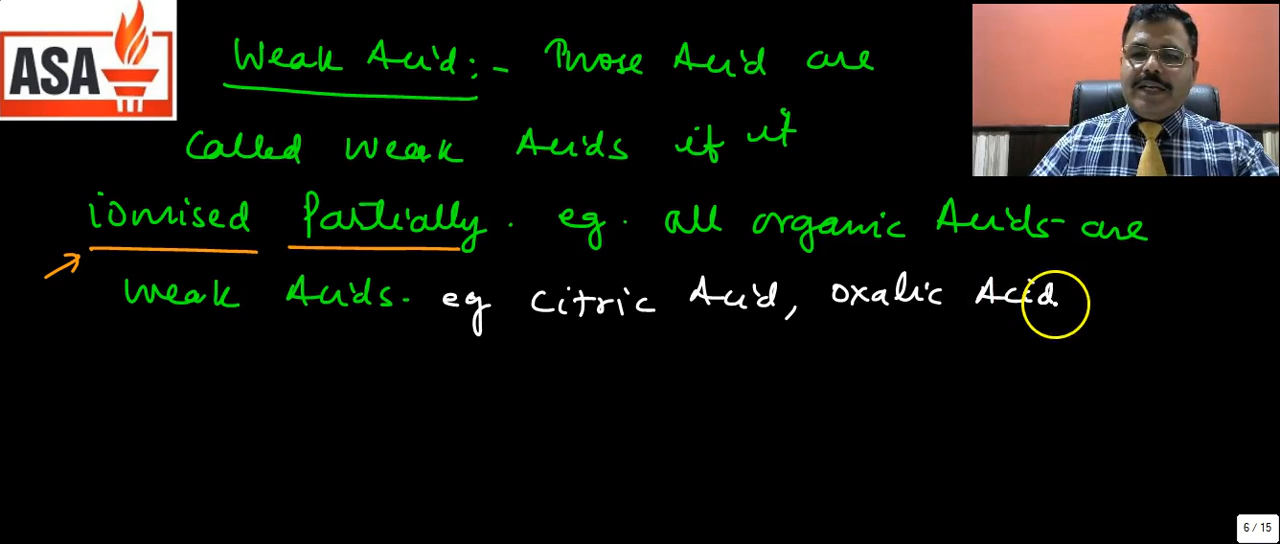 ASA
Weak Acid:- Those Acid are
Called weak Acids if it
ionised Partially. eg. all organic Acids are
weak Acids. eg Citric Acid, Oxalic Acid
6 / 15